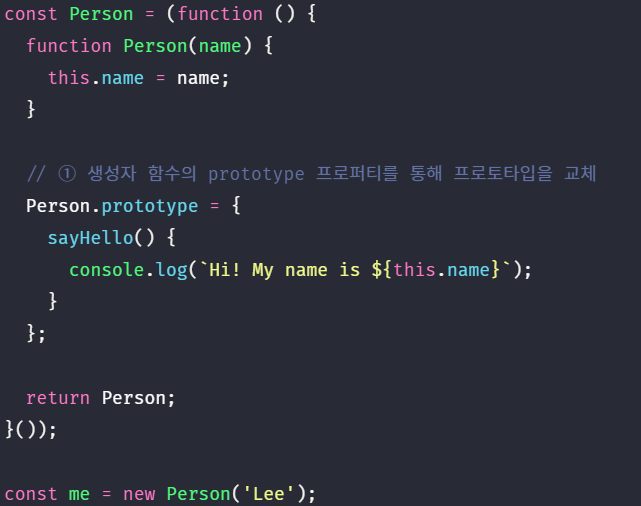 const Person = (function () {
  function Person(name) {
    this.name = name;
  }

  // ① 생성자 함수의 prototype 프로퍼티를 통해 프로토타입을 교체
  Person.prototype = {
    sayHello() {
      console.log(`Hi! My name is ${this.name}`);
    }
  };

  return Person;
}());

const me = new Person('Lee');